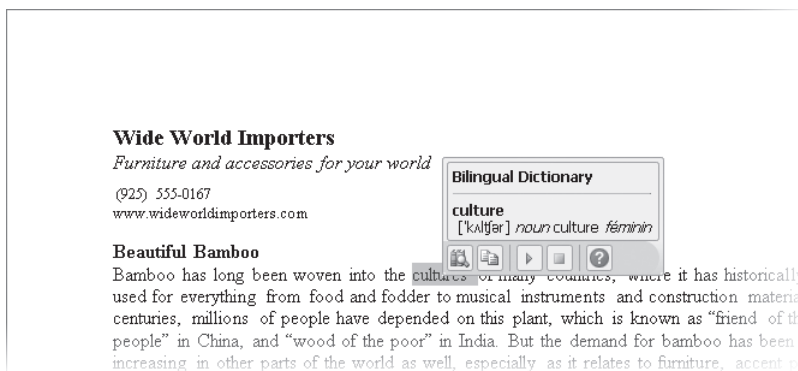 Wide World Importers
Furniture and accessories for your world
(925) 555-0167
www.wideworldimporters.com
Bilingual Dictionary
culture
['kʌltʃər] noun culture féminin
Beautiful Bamboo
Bamboo has long been woven into the cultures of many countries, where it has historically
used for everything from food and fodder to musical instruments and construction
centuries, millions of people have depended on this plant, which is known as “friend of
people” in China, and “wood of the poor” in India. But the demand for bamboo has been
increasing in other parts of the world as well, especially as it relates to furniture, accent